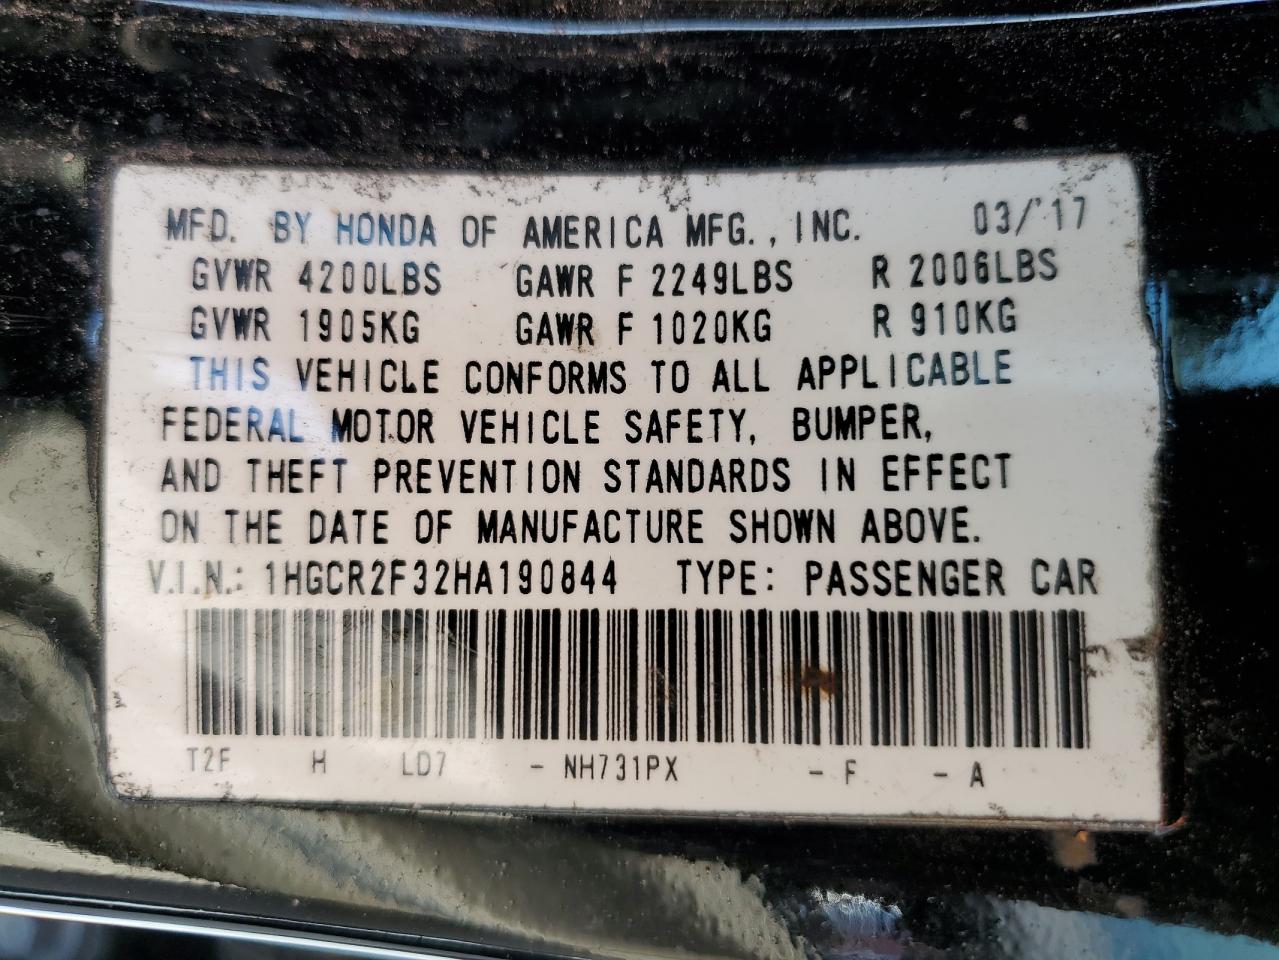 MFD. BY HONDA OF AMERICA MFG., INC. 03/'17
GVWR 4200LBS GAWR F 2249LBS R 2006LBS
GVWR 1905KG GAWR F 1020KG R 910KG
THIS VEHICLE CONFORMS TO ALL APPLICABLE
FEDERAL MOTOR VEHICLE SAFETY, BUMPER,
AND THEFT PREVENTION STANDARDS IN EFFECT
ON THE DATE OF MANUFACTURE SHOWN ABOVE.
V.I.N.: 1HGCR2F32HA190844 TYPE: PASSENGER CAR
T2F H LD7 - NH731PX - F - A